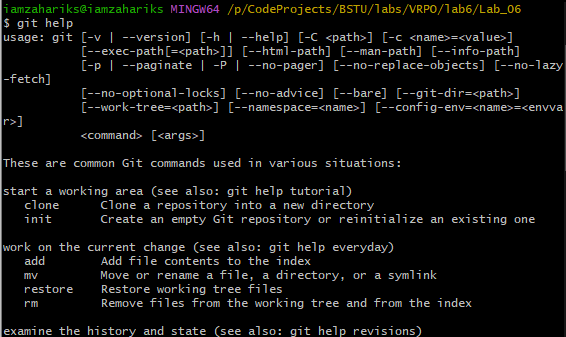 iamzahariks@iamzahariks MINGW64 /p/CodeProjects/BSTU/labs/VRPO/lab6/Lab_06
$ git help
usage: git [-v | --version] [-h | --help] [-C <path>] [-c <name>=<value>]
           [--exec-path[=<path>]] [--html-path] [--man-path] [--info-path]
           [-p | --paginate | -P | --no-pager] [--no-replace-objects] [--no-lazy
-fetch]
           [--no-optional-locks] [--no-advice] [--bare] [--git-dir=<path>]
           [--work-tree=<path>] [--namespace=<name>] [--config-env=<name>=<envva
r>]
           <command> [<args>]

These are common Git commands used in various situations:

start a working area (see also: git help tutorial)
   clone     Clone a repository into a new directory
   init      Create an empty Git repository or reinitialize an existing one

work on the current change (see also: git help everyday)
   add       Add file contents to the index
   mv        Move or rename a file, a directory, or a symlink
   restore   Restore working tree files
   rm        Remove files from the working tree and from the index

examine the history and state (see also: git help revisions)